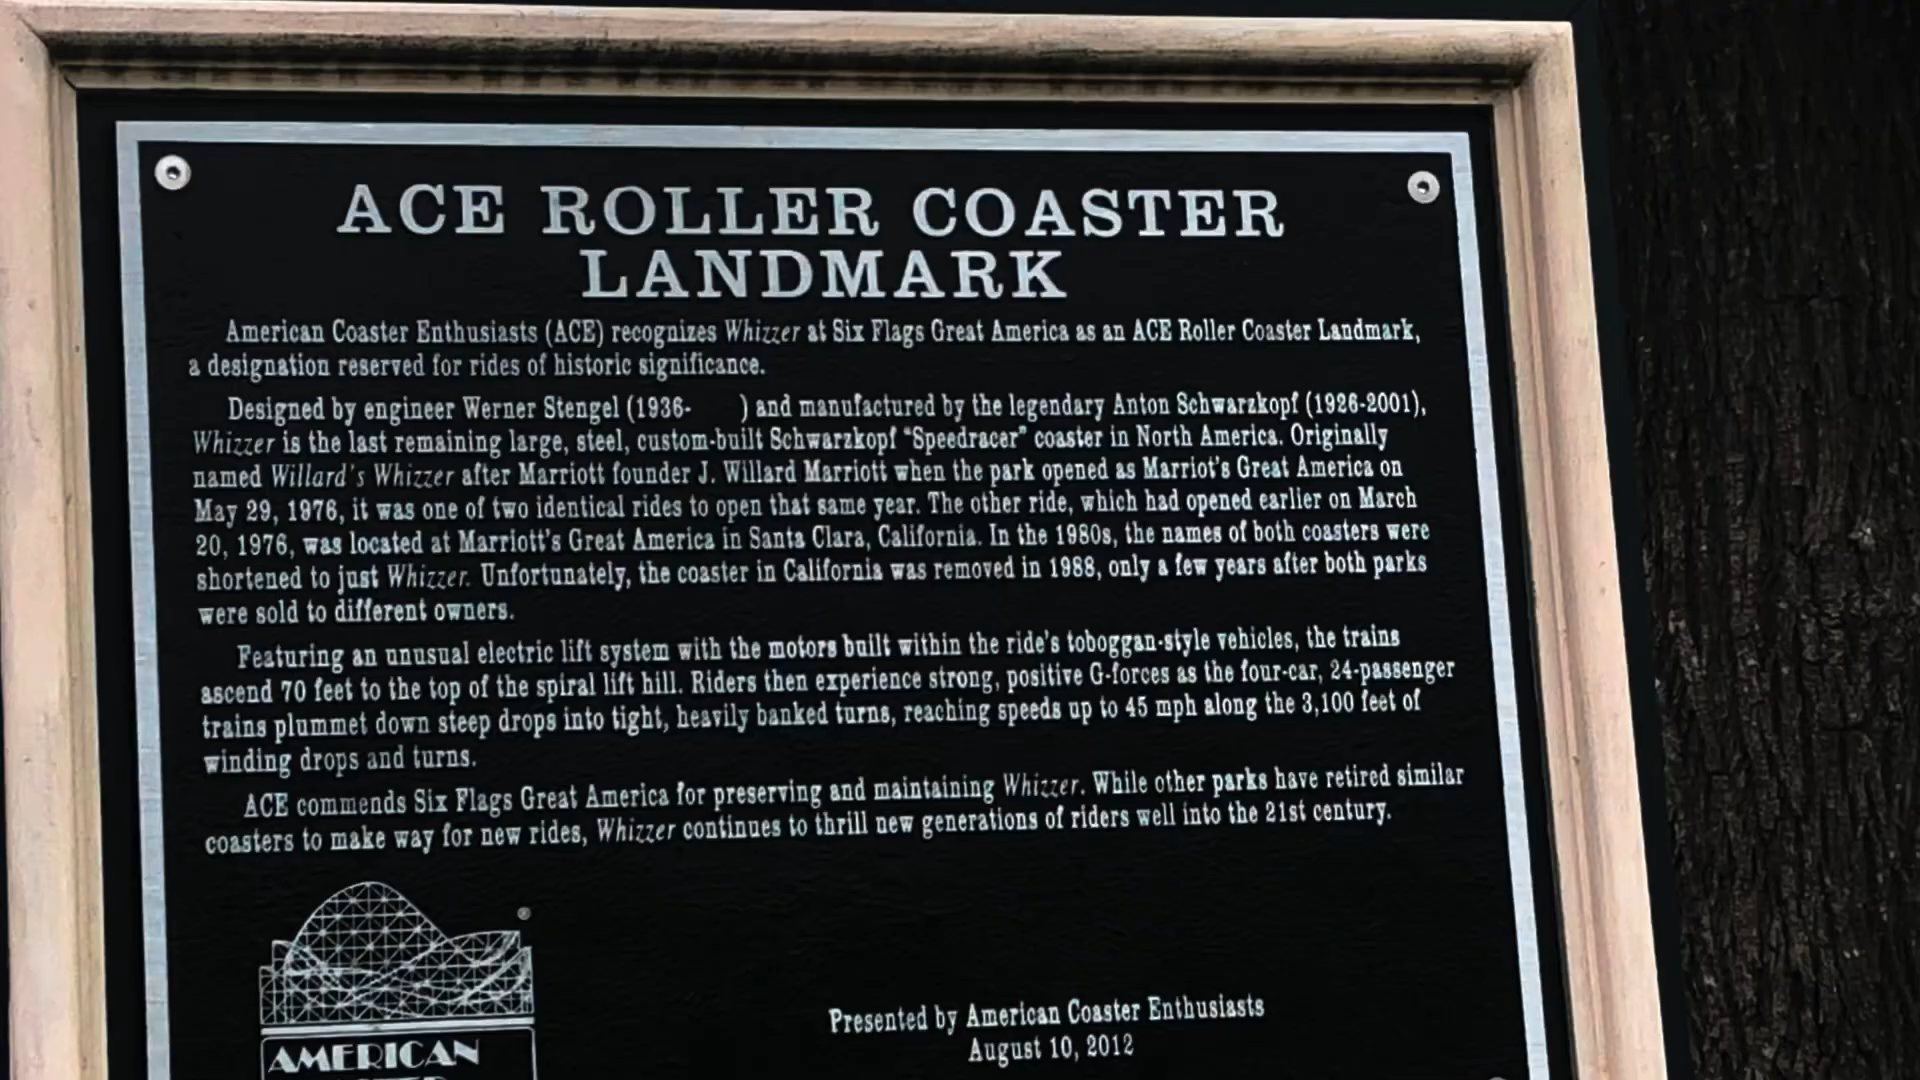 ACE ROLLER COASTER
LANDMARK
American Coaster Enthusiasts (ACE) recognizes Whizzer at Six Flags Great America as an ACE Roller Coaster Landmark,
a designation reserved for rides of historic significance.
Designed by engineer Werner Stengel (1936- ) and manufactured by the legendary Anton Schwarzkopf (1926-2001),
Whizzer is the last remaining large, steel, custom-built Schwarzkopf “Speedracer” coaster in North America. Originally
named Willard's Whizzer after Marriott founder J. Willard Marriott when the park opened as Marriot's Great America on
May 29, 1976, it was one of two identical rides to open that same year. The other ride, which had opened earlier on March
20, 1976, was located at Marriott's Great America in Santa Clara, California. In the 1980s, the names of both coasters were
shortened to just Whizzer. Unfortunately, the coaster in California was removed in 1988, only a few years after both parks
were sold to different owners.
Featuring an unusual electric lift system with the motors built within the ride's toboggan-style vehicles, the trains
ascend 70 feet to the top of the spiral lift hill. Riders then experience strong, positive G-forces as the four-car, 24-passenger
trains plummet down steep drops into tight, heavily banked turns, reaching speeds up to 45 mph along the 3,100 feet of
winding drops and turns.
ACE commends Six Flags Great America for preserving and maintaining Whizzer. While other parks have retired similar
coasters to make way for new rides, Whizzer continues to thrill new generations of riders well into the 21st century.
®
AMERICAN
Presented by American Coaster Enthusiasts
August 10, 2012